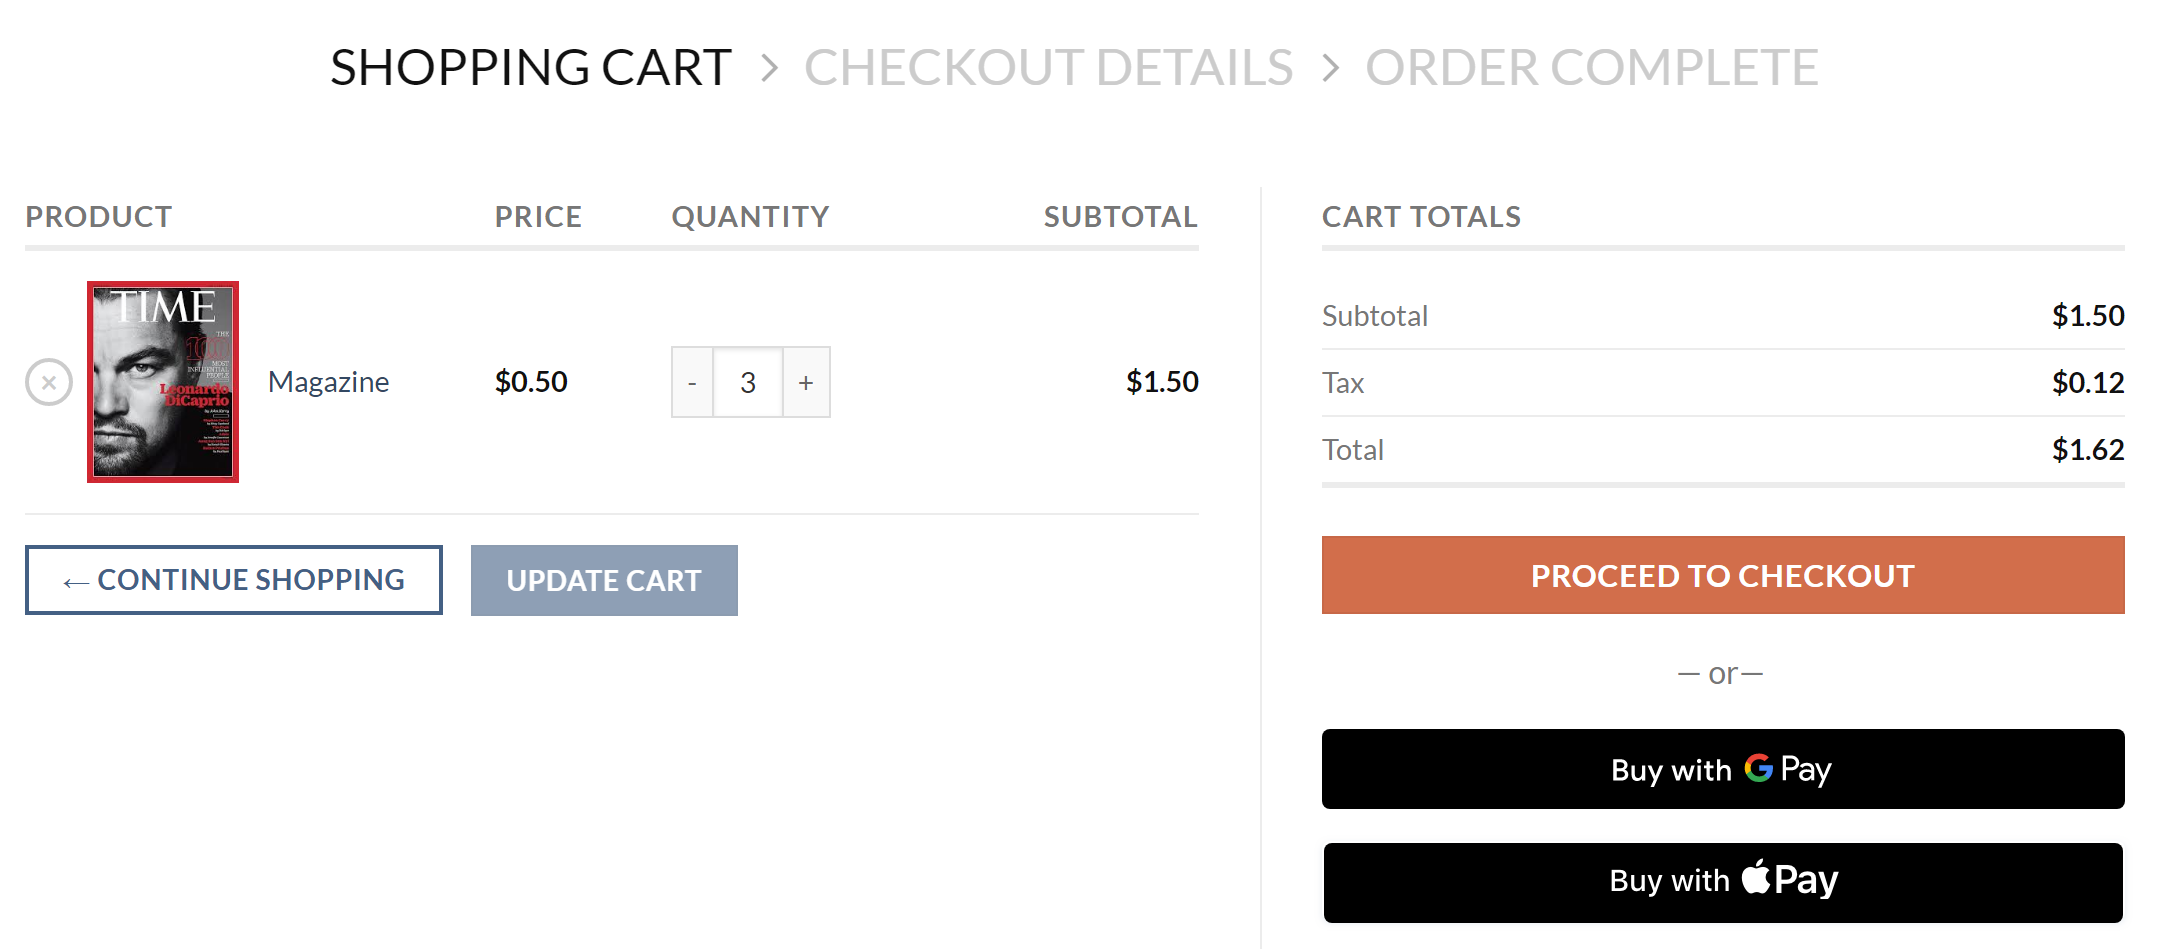 SHOPPING CART > CHECKOUT DETAILS > ORDER COMPLETE
PRODUCT PRICE QUANTITY SUBTOTAL
×
TIME
THE
100
MOST
INFLUENTIAL
PEOPLE
Leonardo
DiCaprio
Magazine $0.50 - 3 + $1.50
← CONTINUE SHOPPING UPDATE CART
CART TOTALS
Subtotal $1.50
Tax $0.12
Total $1.62
PROCEED TO CHECKOUT
— or —
Buy with G Pay
Buy with Pay